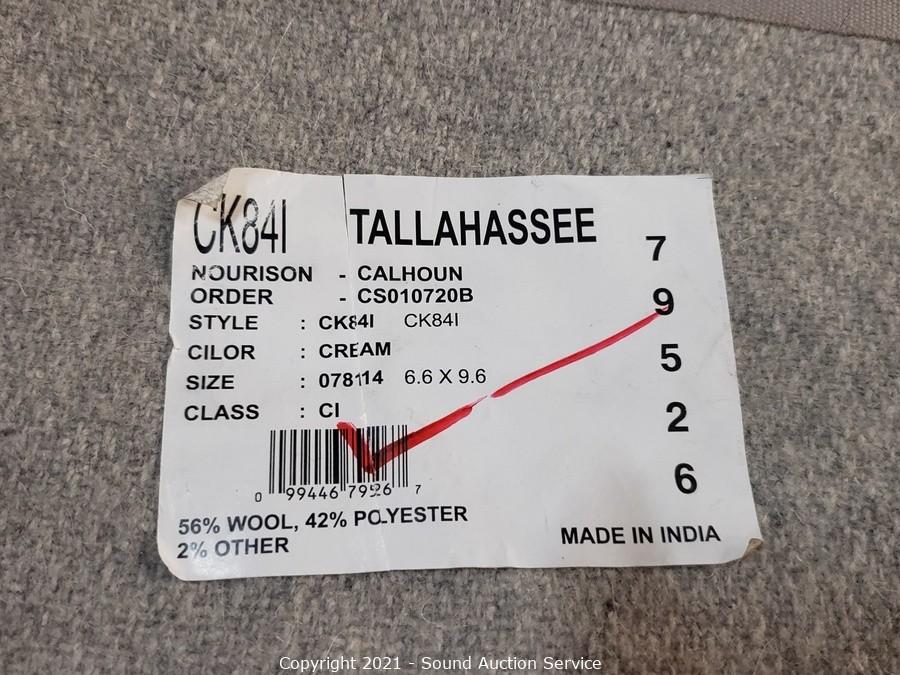 CK84I TALLAHASSEE
NOURISON - CALHOUN
ORDER - CS010720B
STYLE : CK84I CK84I
CILOR : CREAM
SIZE : 078114 6.6 X 9.6
CLASS : CI
0 99446 79526 7
56% WOOL, 42% POLYESTER
2% OTHER
7
9
5
2
6
MADE IN INDIA
Copyright 2021 - Sound Auction Service